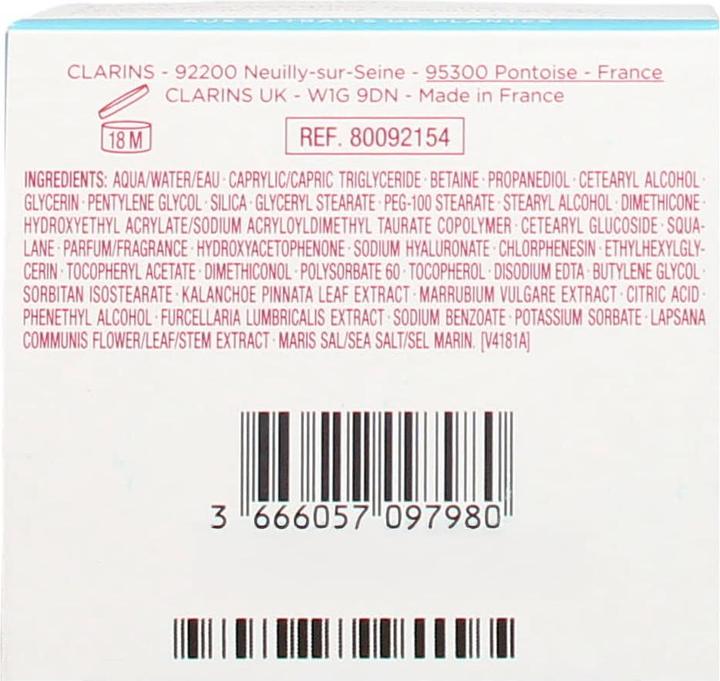 AUX EXTRAITS DE PLANTES
CLARINS - 92200 Neuilly-sur-Seine - 95300 Pontoise - France
CLARINS UK - W1G 9DN - Made in France
18 M
REF. 80092154
INGREDIENTS: AQUA/WATER/EAU · CAPRYLIC/CAPRIC TRIGLYCERIDE · BETAINE · PROPANEDIOL · CETEARYL ALCOHOL ·
GLYCERIN · PENTYLENE GLYCOL · SILICA · GLYCERYL STEARATE · PEG-100 STEARATE · STEARYL ALCOHOL · DIMETHICONE ·
HYDROXYETHYL ACRYLATE/SODIUM ACRYLOYLDIMETHYL TAURATE COPOLYMER · CETEARYL GLUCOSIDE · SQUA-
LANE · PARFUM/FRAGRANCE · HYDROXYACETOPHENONE · SODIUM HYALURONATE · CHLORPHENESIN · ETHYLHEXYLGLY-
CERIN · TOCOPHERYL ACETATE · DIMETHICONOL · POLYSORBATE 60 · TOCOPHEROL · DISODIUM EDTA · BUTYLENE GLYCOL ·
SORBITAN ISOSTEARATE · KALANCHOE PINNATA LEAF EXTRACT · MARRUBIUM VULGARE EXTRACT · CITRIC ACID ·
PHENETHYL ALCOHOL · FURCELLARIA LUMBRICALIS EXTRACT · SODIUM BENZOATE · POTASSIUM SORBATE · LAPSANA
COMMUNIS FLOWER/LEAF/STEM EXTRACT · MARIS SAL/SEA SALT/SEL MARIN. [V4181A]
3 666057 097980